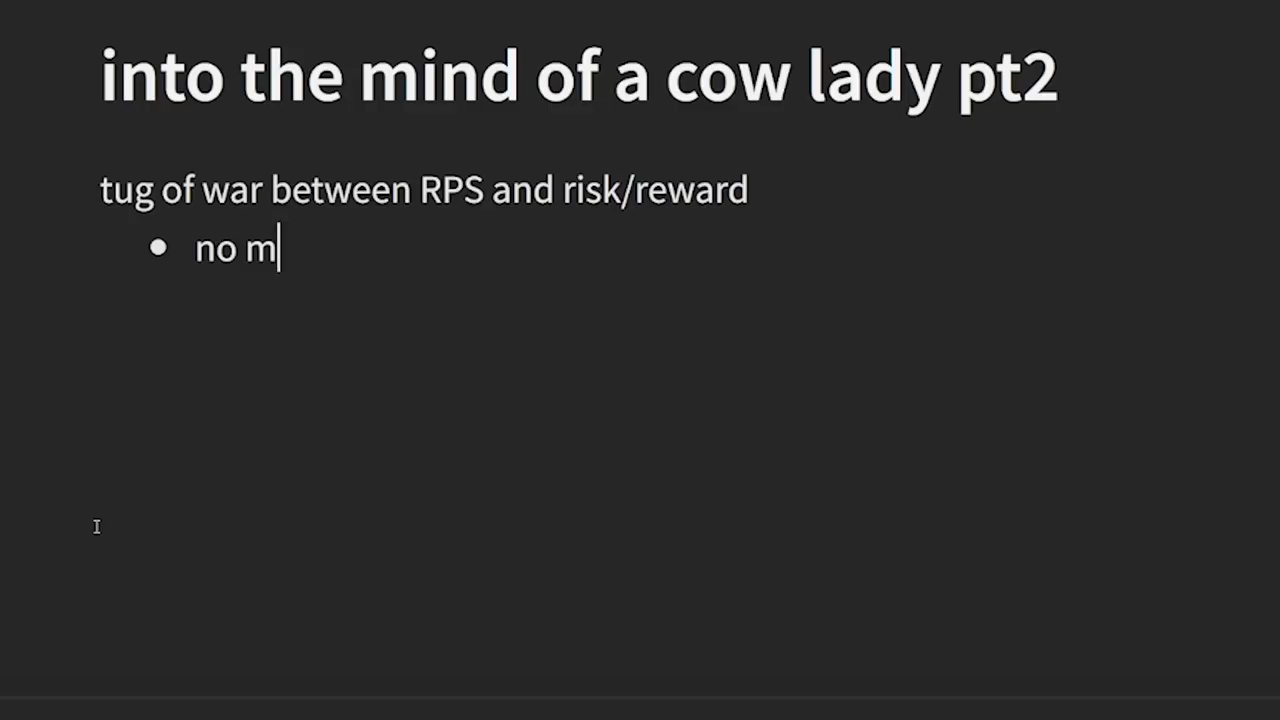 into the mind of a cow lady pt2
tug of war between RPS and risk/reward
• no m